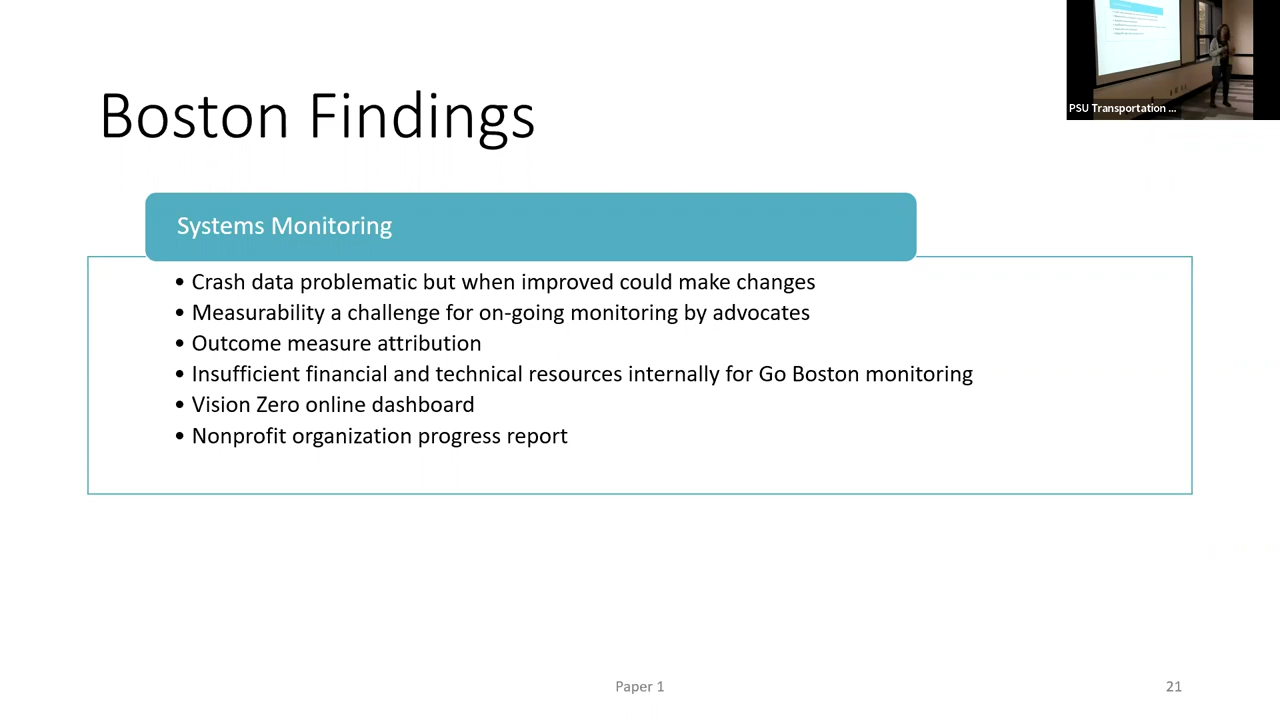 Boston Findings
PSU Transportation ...
Systems Monitoring
• Crash data problematic but when improved could make changes
• Measurability a challenge for on-going monitoring by advocates
• Outcome measure attribution
• Insufficient financial and technical resources internally for Go Boston monitoring
• Vision Zero online dashboard
• Nonprofit organization progress report
Paper 1
21